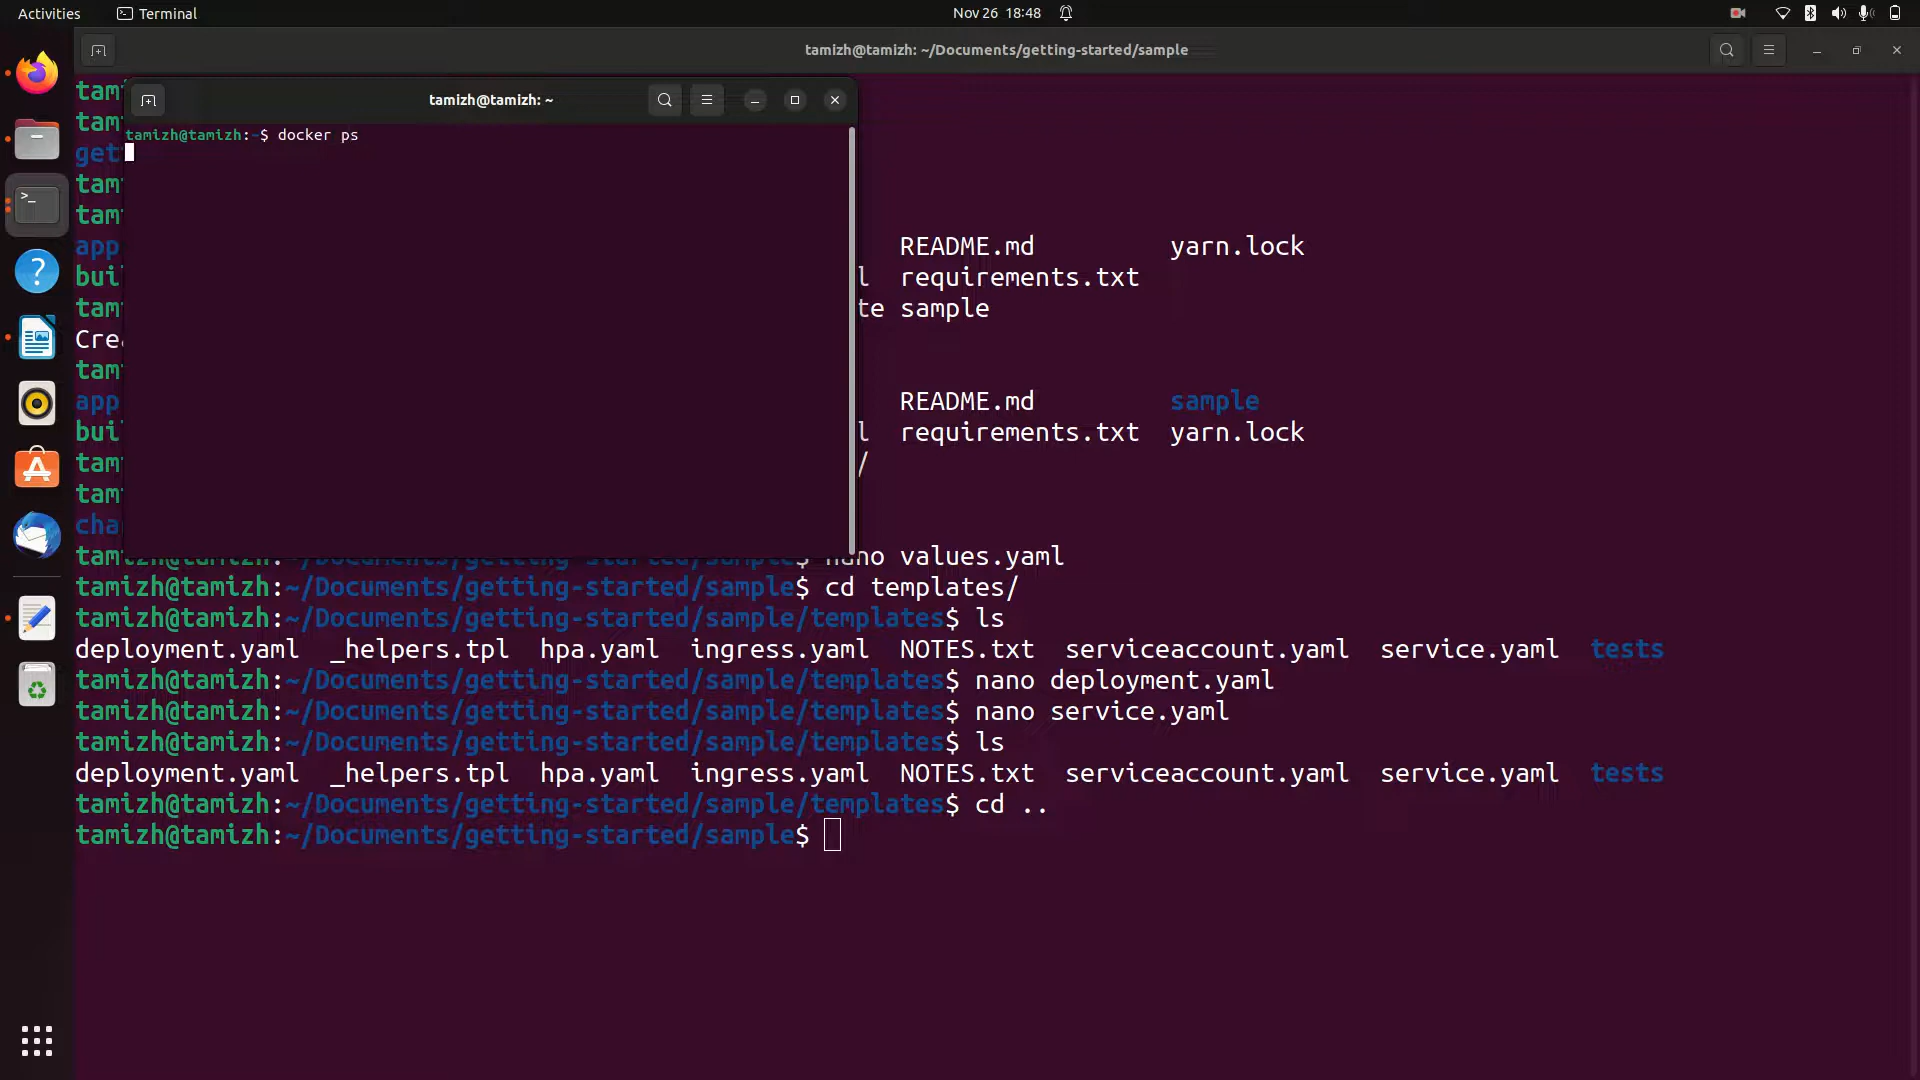 Activities Terminal Nov 26 18:48
tamizh@tamizh: ~/Documents/getting-started/sample
tamizh@tamizh: ~
tamizh@tamizh:~$ docker ps
README.md yarn.lock
requirements.txt
sample
README.md sample
requirements.txt yarn.lock
/
$ nano values.yaml
tamizh@tamizh:~/Documents/getting-started/sample$ cd templates/
tamizh@tamizh:~/Documents/getting-started/sample/templates$ ls
deployment.yaml _helpers.tpl hpa.yaml ingress.yaml NOTES.txt serviceaccount.yaml service.yaml tests
tamizh@tamizh:~/Documents/getting-started/sample/templates$ nano deployment.yaml
tamizh@tamizh:~/Documents/getting-started/sample/templates$ nano service.yaml
tamizh@tamizh:~/Documents/getting-started/sample/templates$ ls
deployment.yaml _helpers.tpl hpa.yaml ingress.yaml NOTES.txt serviceaccount.yaml service.yaml tests
tamizh@tamizh:~/Documents/getting-started/sample/templates$ cd ..
tamizh@tamizh:~/Documents/getting-started/sample$